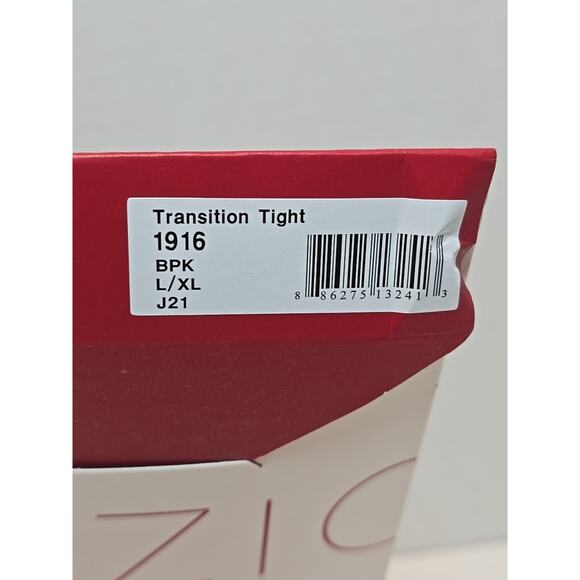 Transition Tight
1916
BPK
L/XL
J21
8 86275 13241 3
ZIO